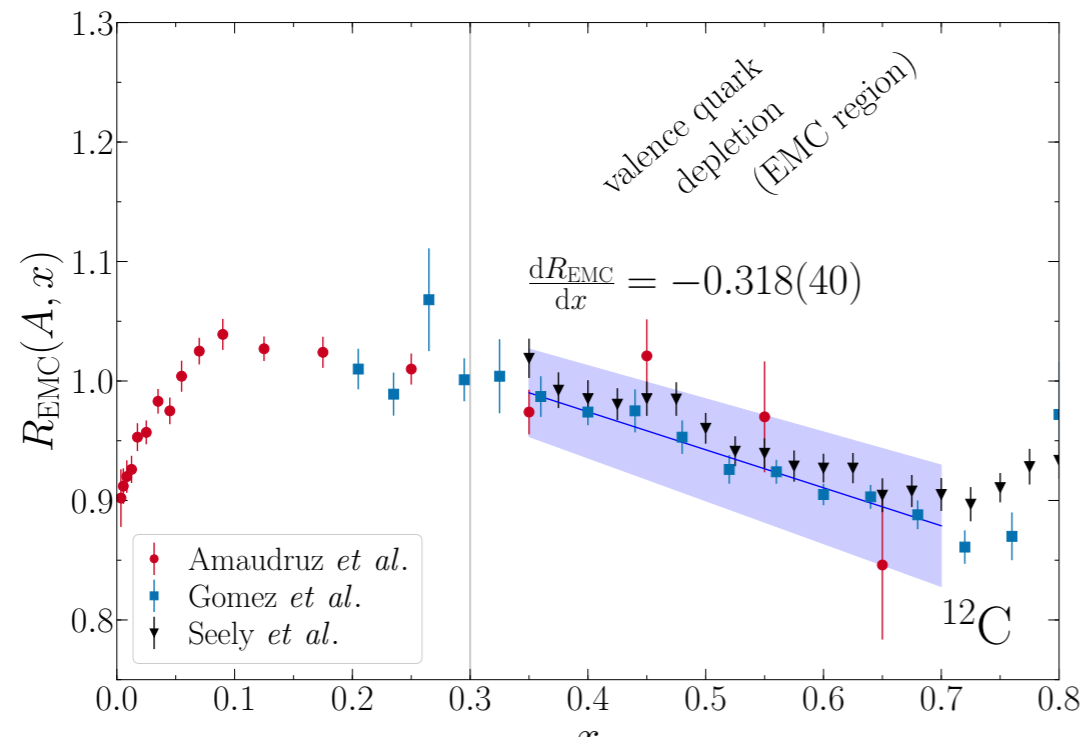 1.3
1.2
1.1
1.0
0.9
0.8
R_EMC(A, x)
valence quark
depletion
(EMC region)
dR_EMC/dx = −0.318(40)
Amaudruz et al.
Gomez et al.
Seely et al.
¹²C
0.0 0.1 0.2 0.3 0.4 0.5 0.6 0.7 0.8
x